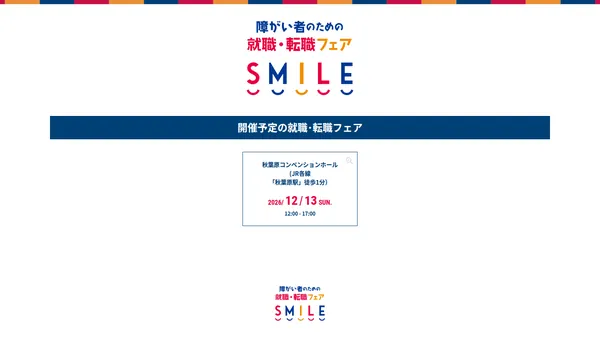 障がい者のための
就職・転職フェア
SMILE
開催予定の就職・転職フェア
秋葉原コンベンションホール
(JR各線
「秋葉原駅」徒歩1分)
2026/ 12/13 SUN.
12:00 - 17:00
障がい者のための
就職・転職フェア
SMILE